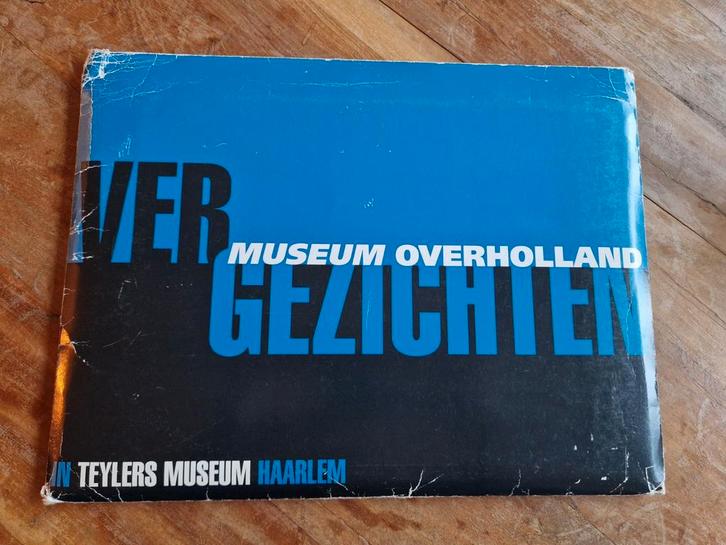 VER
MUSEUM OVERHOLLAND
GEZICHTEN
IN TEYLERS MUSEUM HAARLEM